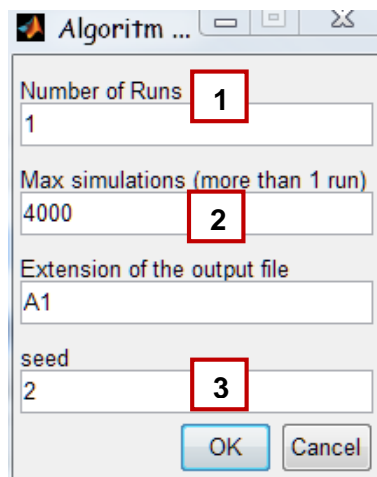 Algoritm ...
Number of Runs 1
1
Max simulations (more than 1 run)
4000 2
Extension of the output file
A1
seed
2 3
OK Cancel